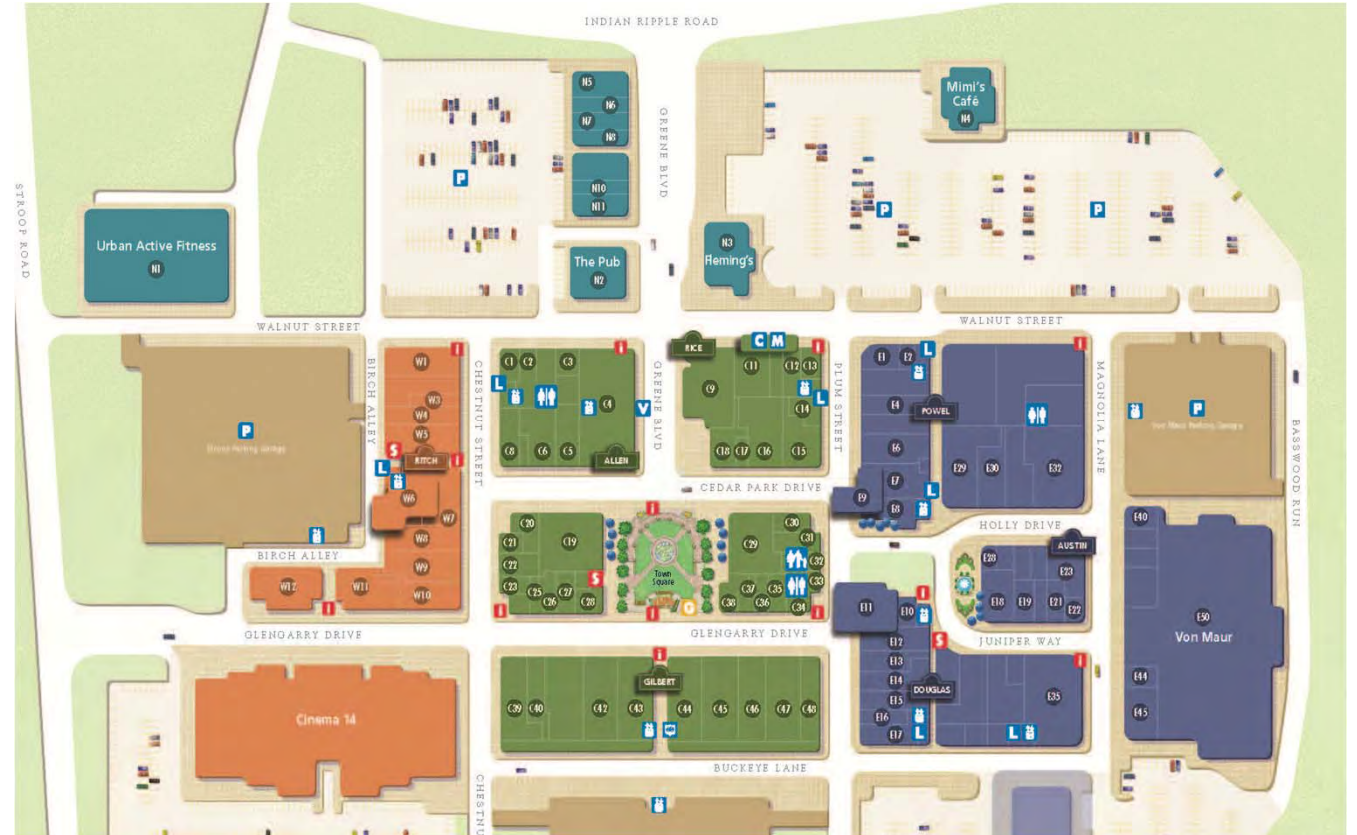 INDIAN RIPPLE ROAD
Mimi's
Café
N4
N5
N6
N7
N8
GREENE BLVD
P
N10
N11
P
P
STROOP ROAD
Urban Active Fitness
N1
The Pub
N2
N3
Fleming's
WALNUT STREET
WALNUT STREET
BIRCH ALLEY
W1
i
CHESTNUT STREET
C1
C2
C3
i
GREENE BLVD
RICE
C M
i
C11
C12
C13
PLUM STREET
E1
E2
L
i
MAGNOLIA LANE
BASSWOOD RUN
L
C4
V
C9
C14
L
W3
W4
W5
E4
POWEL
P
P
Von Maur Parking Garage
S
RITCH
i
L
C8
C6
C5
ALLEN
C18
C17
C16
C15
E6
E29
E30
E32
W6
W7
CEDAR PARK DRIVE
E7
L
E9
E8
W8
C20
C19
C21
C22
C23
C25
C26
C27
C28
S
i
i
Town
Square
i
G
C30
C29
C31
C32
C33
C37
C35
C38
C36
C34
i
HOLLY DRIVE
AUSTIN
E28
E23
E18
E19
E21
E22
E40
BIRCH ALLEY
W9
W12
W11
W10
i
E11
E10
i
E50
Von Maur
GLENGARRY DRIVE
GLENGARRY DRIVE
E12
S
JUNIPER WAY
i
E13
E14
E15
E16
E17
L
DOUGLAS
E35
L
E44
E45
i
GILBERT
C39
C40
C42
C43
C44
C45
C46
C47
C48
Cinema 14
BUCKEYE LANE
CHESTNU